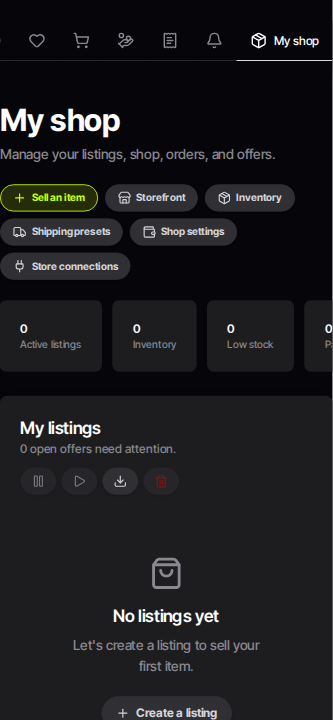 My shop
My shop
Manage your listings, shop, orders, and offers.
Sell an item
Storefront
Inventory
Shipping presets
Shop settings
Store connections
0
0
0
0
Active listings
Inventory
Low stock
My listings
0 open offers need attention.
No listings yet
Let's create a listing to sell your
first item.
Create a listing